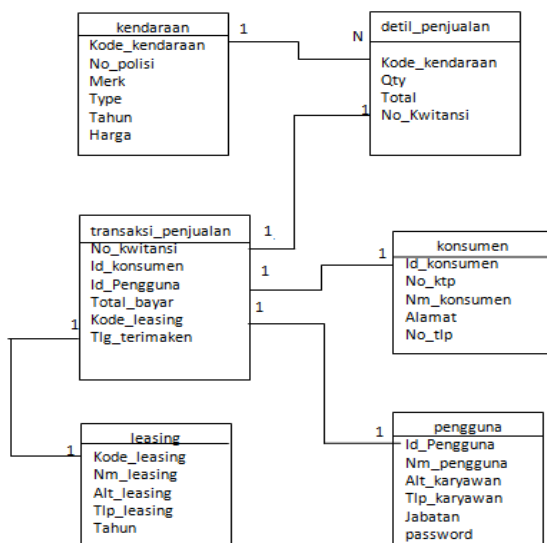 kendaraan
Kode_kendaraan
No_polisi
Merk
Type
Tahun
Harga
1
N
detil_penjualan
Kode_kendaraan
Qty
Total
No_Kwitansi
1
transaksi_penjualan
No_kwitansi
Id_konsumen
Id_Pengguna
Total_bayar
Kode_leasing
Tlg_terimaken
1
1
1
1
1
konsumen
Id_konsumen
No_ktp
Nm_konsumen
Alamat
No_tlp
1
leasing
Kode_leasing
Nm_leasing
Alt_leasing
Tlp_leasing
Tahun
1
pengguna
Id_Pengguna
Nm_pengguna
Alt_karyawan
Tlp_karyawan
Jabatan
password
1